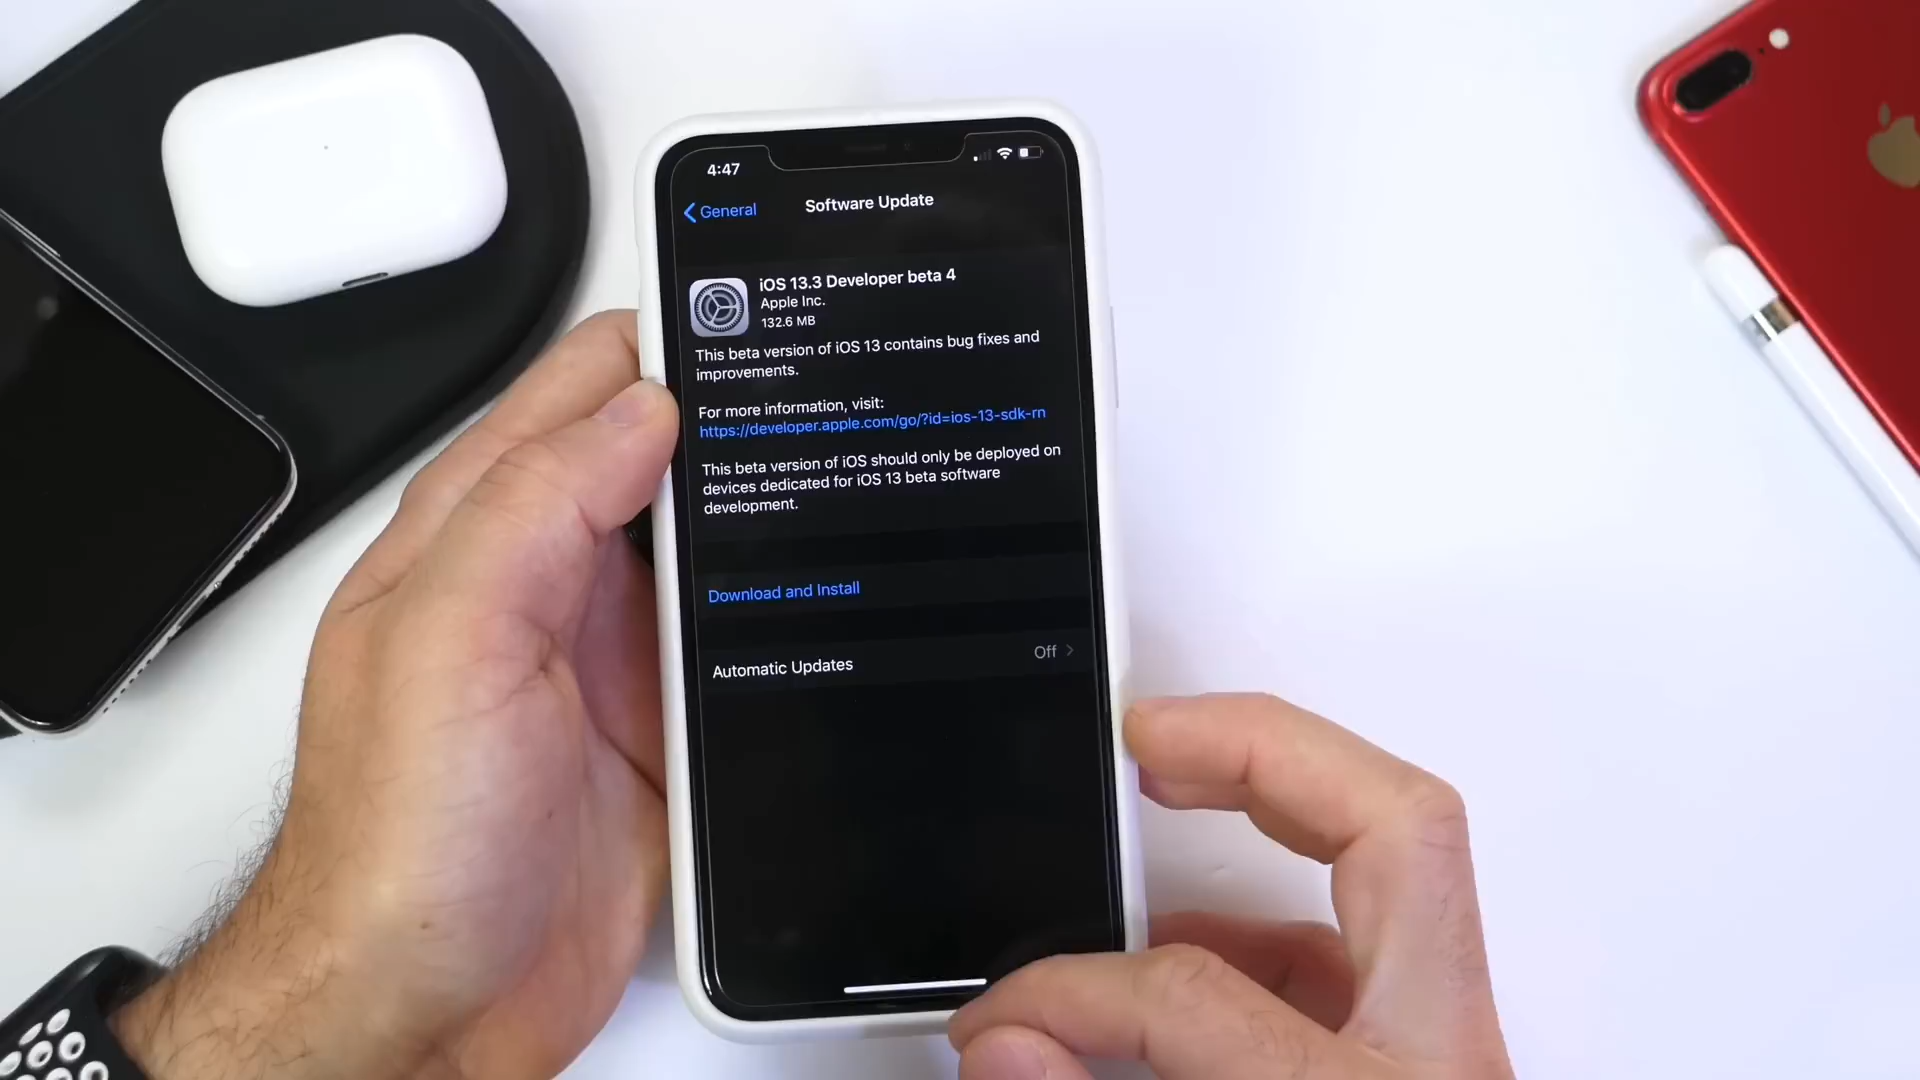 4:47
General
Software Update
iOS 13.3 Developer beta 4
Apple Inc.
132.6 MB
This beta version of iOS 13 contains bug fixes and
improvements.
For more information, visit:
https://developer.apple.com/go/?id=ios-13-sdk-rn
This beta version of iOS should only be deployed on
devices dedicated for iOS 13 beta software
development.
Download and Install
Automatic Updates
Off